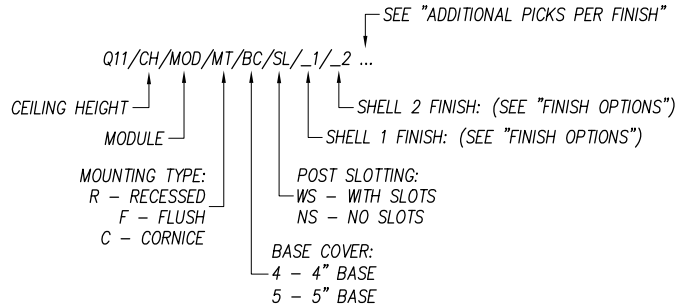 SEE "ADDITIONAL PICKS PER FINISH"
Q11/CH/MOD/MT/BC/SL/_1/_2 ...
CEILING HEIGHT
SHELL 2 FINISH: (SEE "FINISH OPTIONS")
MODULE
SHELL 1 FINISH: (SEE "FINISH OPTIONS")
MOUNTING TYPE:
R – RECESSED
F – FLUSH
C – CORNICE
POST SLOTTING:
WS – WITH SLOTS
NS – NO SLOTS
BASE COVER:
4 – 4" BASE
5 – 5" BASE